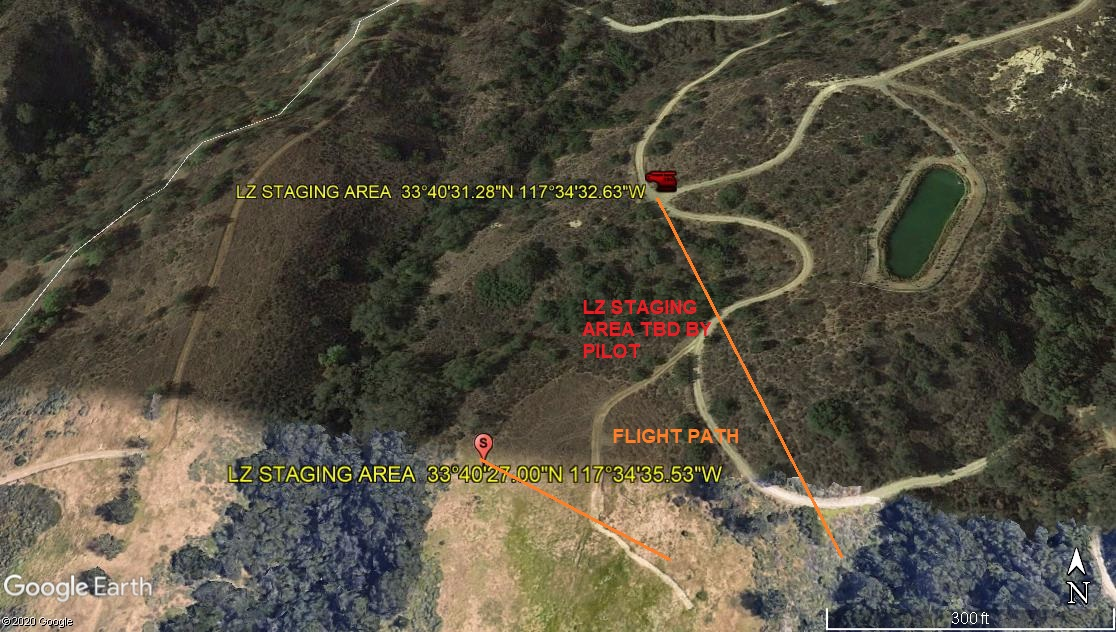 LZ STAGING AREA  33°40'31.28"N 117°34'32.63"W
LZ STAGING
AREA TBD BY
PILOT
FLIGHT PATH
S
LZ STAGING AREA  33°40'27.00"N 117°34'35.53"W
Google Earth
N
300 ft
©2020 Google